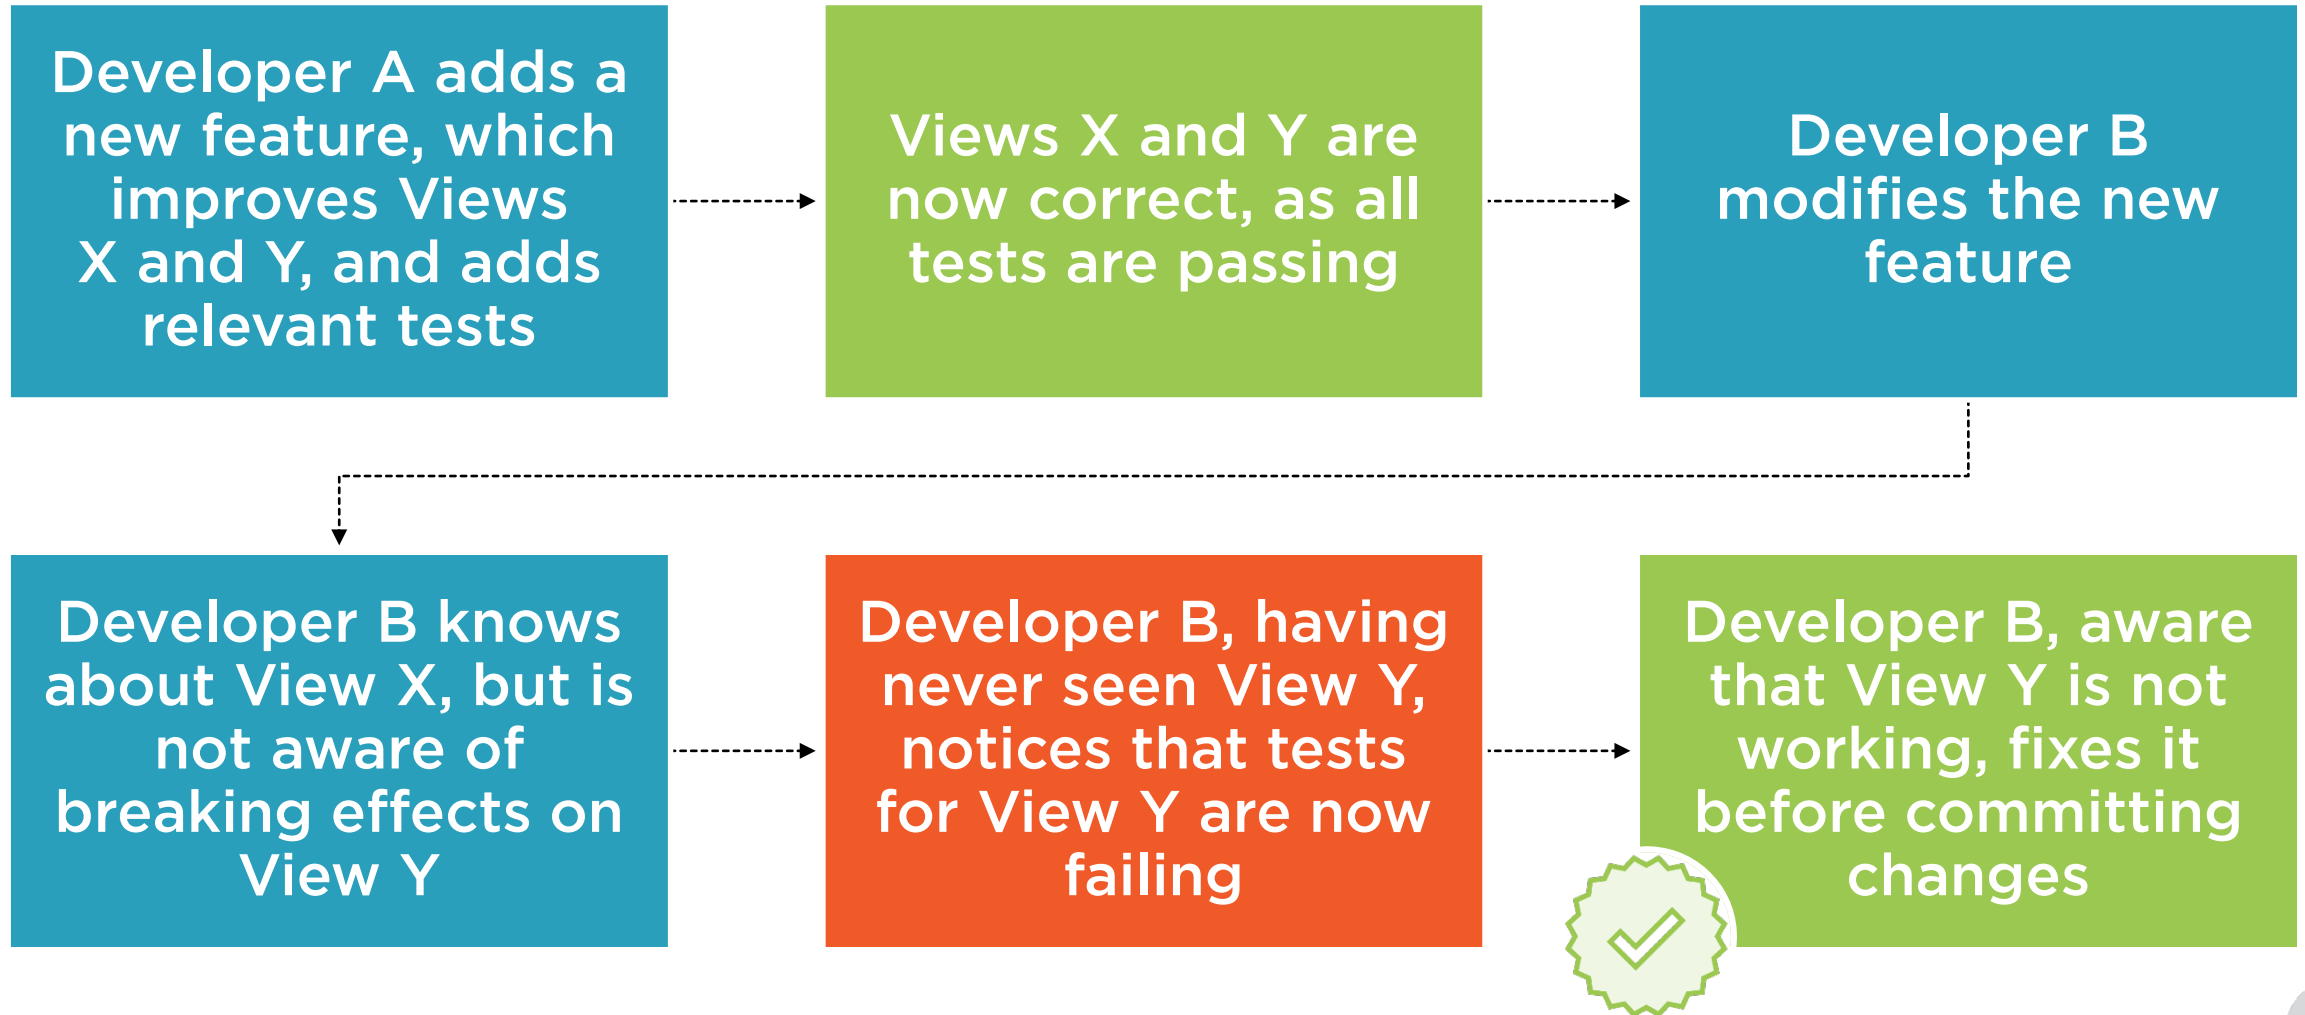 Developer A adds a
new feature, which
improves Views
X and Y, and adds
relevant tests
Views X and Y are
now correct, as all
tests are passing
Developer B
modifies the new
feature
Developer B knows
about View X, but is
not aware of
breaking effects on
View Y
Developer B, having
never seen View Y,
notices that tests
for View Y are now
failing
Developer B, aware
that View Y is not
working, fixes it
before committing
changes